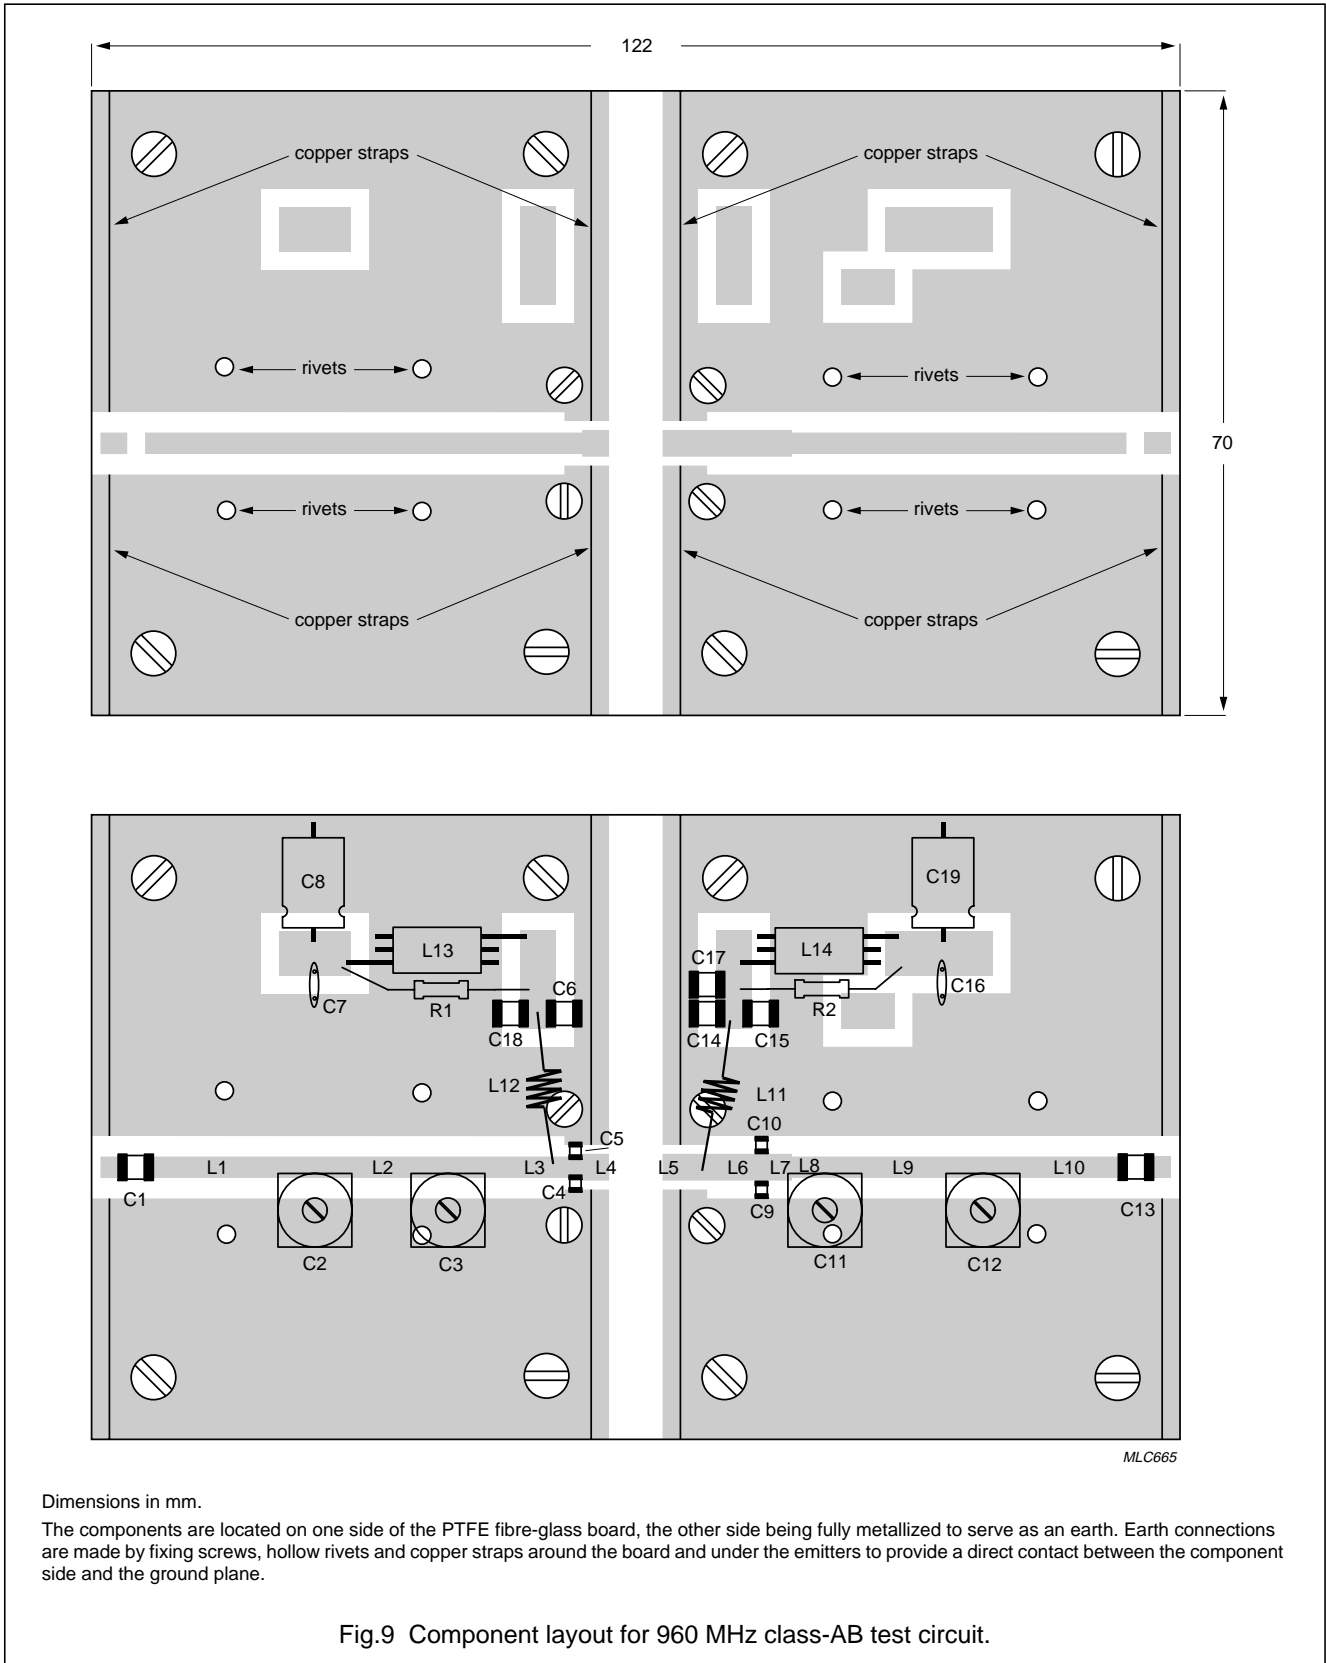 122
copper straps
copper straps
rivets
rivets
70
rivets
rivets
copper straps
copper straps
C8
C19
L13
L14
C17
C6
C16
C7
R1
R2
C18
C14
C15
L12
L11
C10
C5
L1
L2
L3
L4
L5
L6
L7
L8
L9
L10
C1
C4
C9
C13
C2
C3
C11
C12
MLC665
Dimensions in mm.
The components are located on one side of the PTFE fibre-glass board, the other side being fully metallized to serve as an earth. Earth connections
are made by fixing screws, hollow rivets and copper straps around the board and under the emitters to provide a direct contact between the component
side and the ground plane.
Fig.9 Component layout for 960 MHz class-AB test circuit.